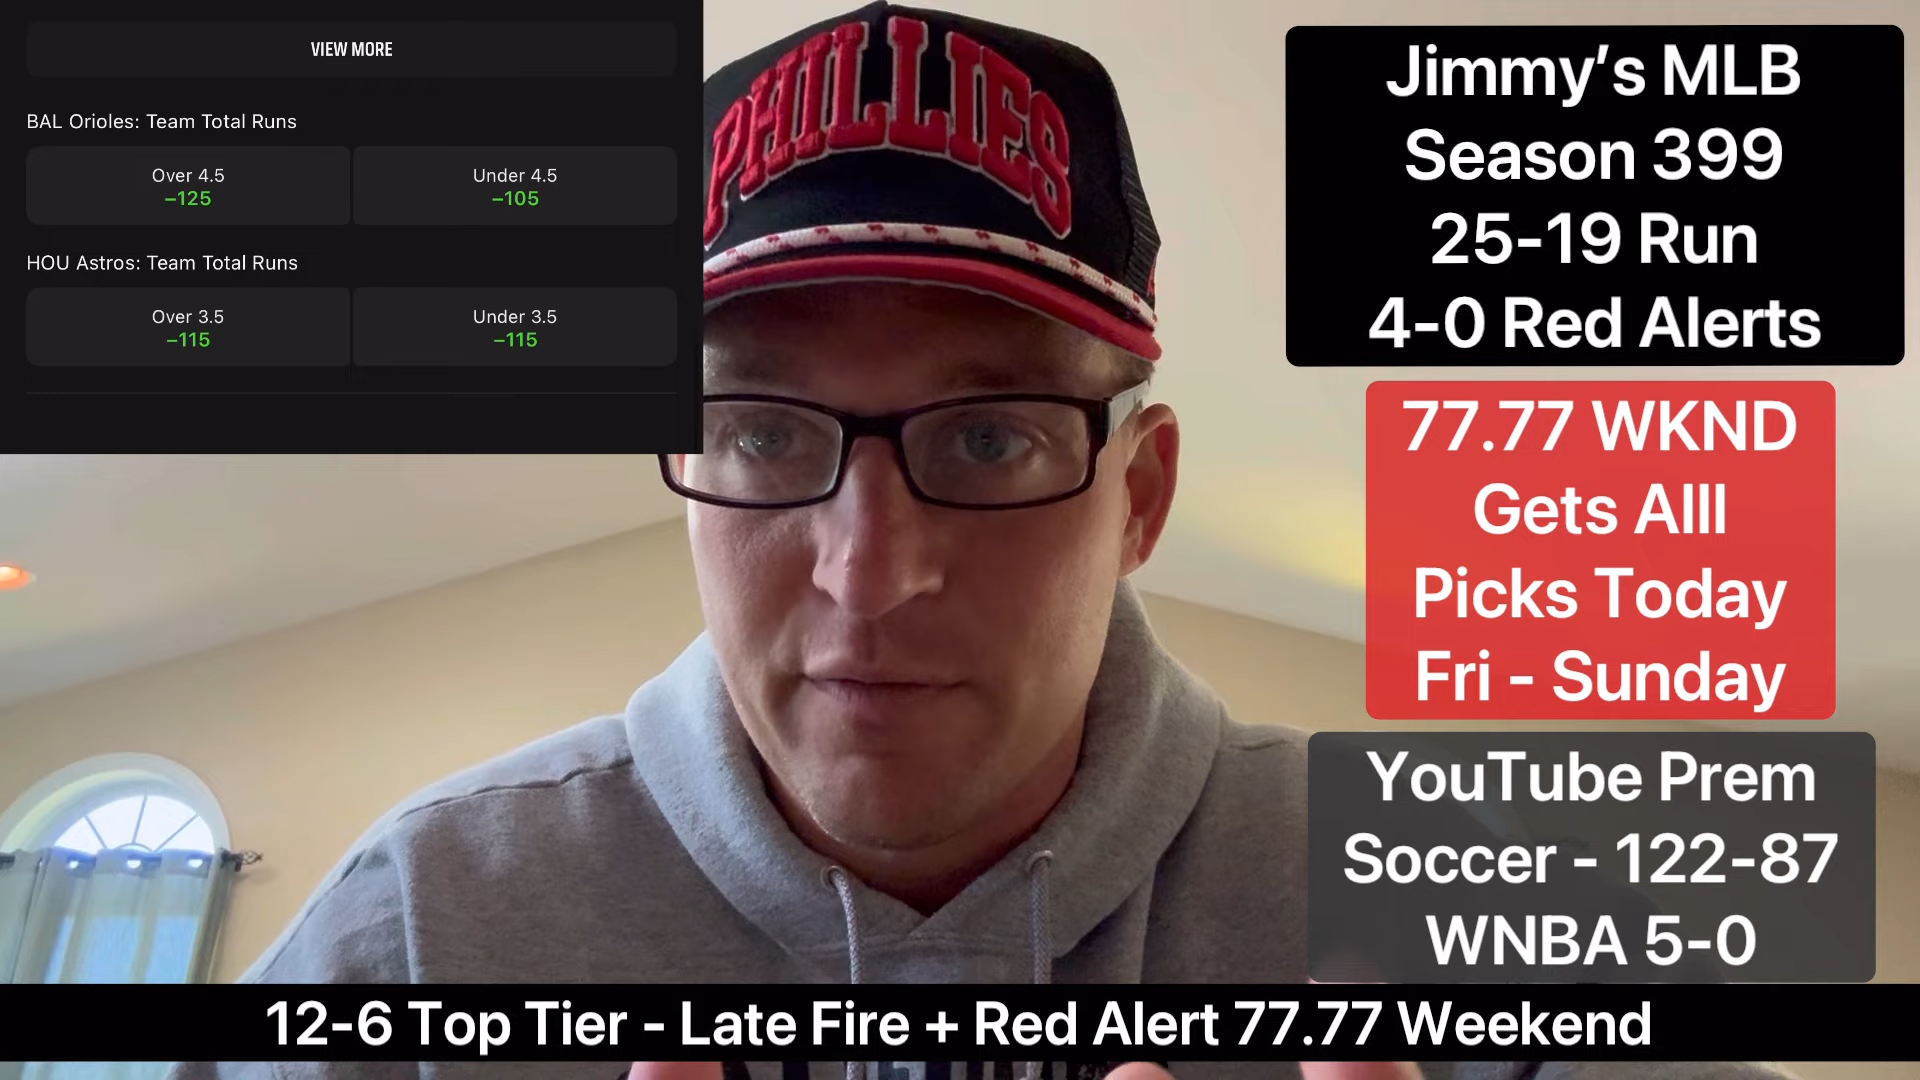 VIEW MORE
BAL Orioles: Team Total Runs
Over 4.5
Under 4.5
−125
−105
HOU Astros: Team Total Runs
Over 3.5
Under 3.5
−115
−115
PHILLIES
Jimmy’s MLB
Season 399
25-19 Run
4-0 Red Alerts
77.77 WKND
Gets Alll
Picks Today
Fri - Sunday
YouTube Prem
Soccer - 122-87
WNBA 5-0
12-6 Top Tier - Late Fire + Red Alert 77.77 Weekend